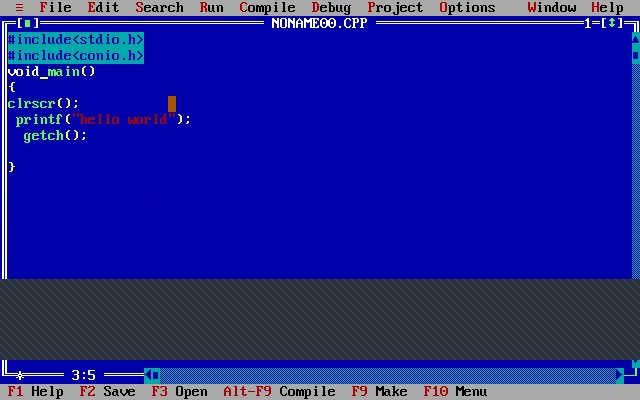 ≡ File Edit Search Run Compile Debug Project Options Window Help
[■] NONAME00.CPP 1=[↕]
#include<stdio.h>
#include<conio.h>
void_main()
{
clrscr();
printf("hello world");
getch();
}
3:5
F1 Help F2 Save F3 Open Alt-F9 Compile F9 Make F10 Menu